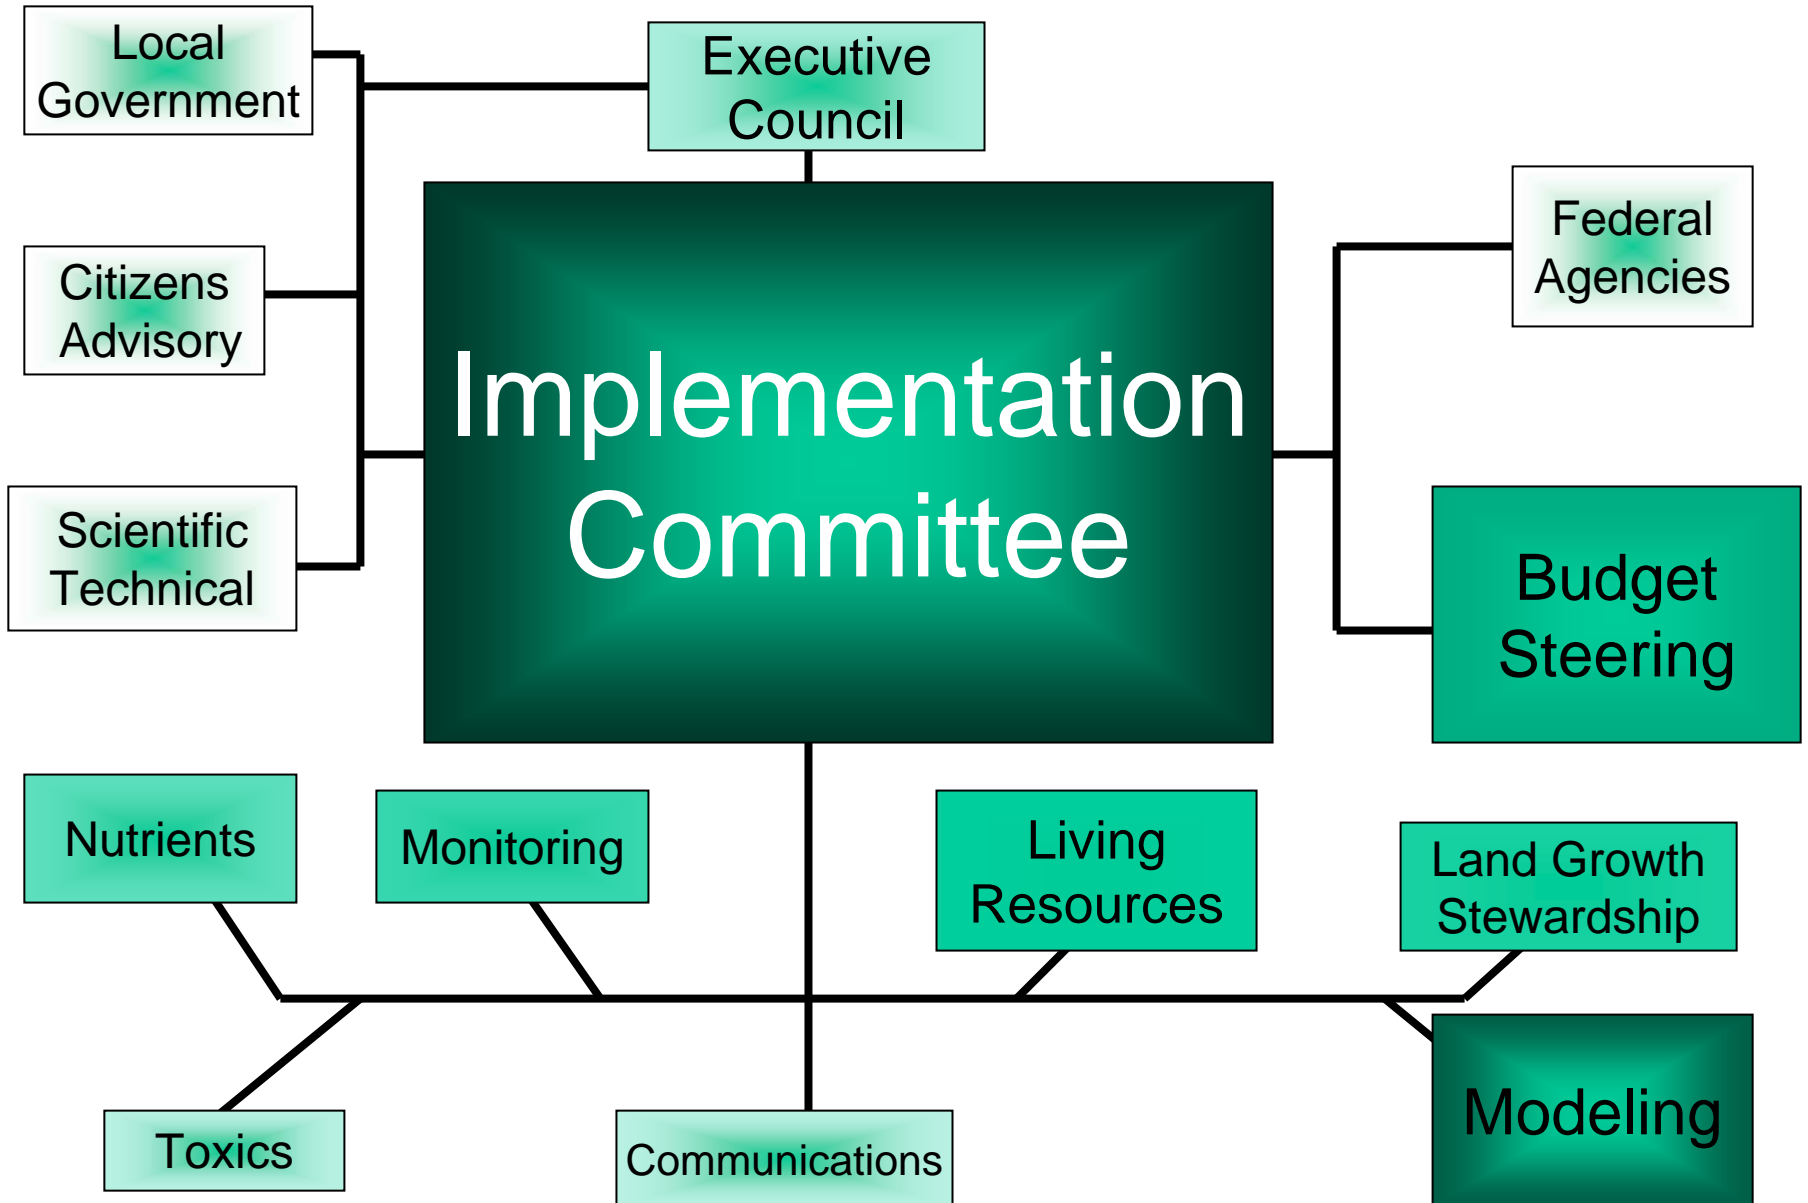 Local
Government
Executive
Council
Federal
Agencies
Citizens
Advisory
Implementation
Committee
Scientific
Technical
Budget
Steering
Nutrients
Monitoring
Living
Resources
Land Growth
Stewardship
Toxics
Communications
Modeling